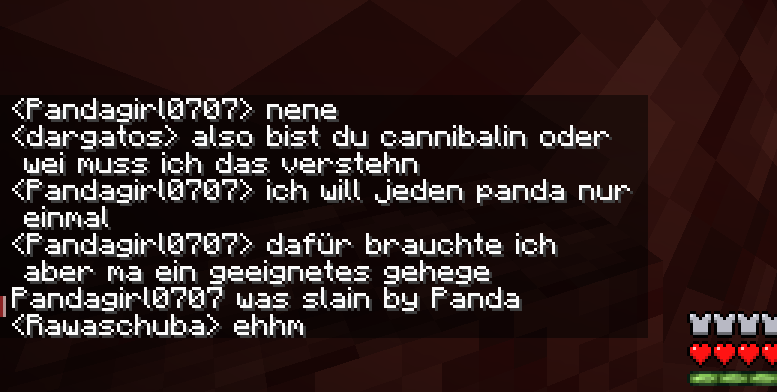 <Pandagirl0707> nene
<dargatos> also bist du cannibalin oder
wei muss ich das verstehn
<Pandagirl0707> ich will jeden panda nur
einmal
<Pandagirl0707> dafür brauchte ich
aber ma ein geeignetes gehege
Pandagirl0707 was slain by Panda
<Rawaschuba> ehhm